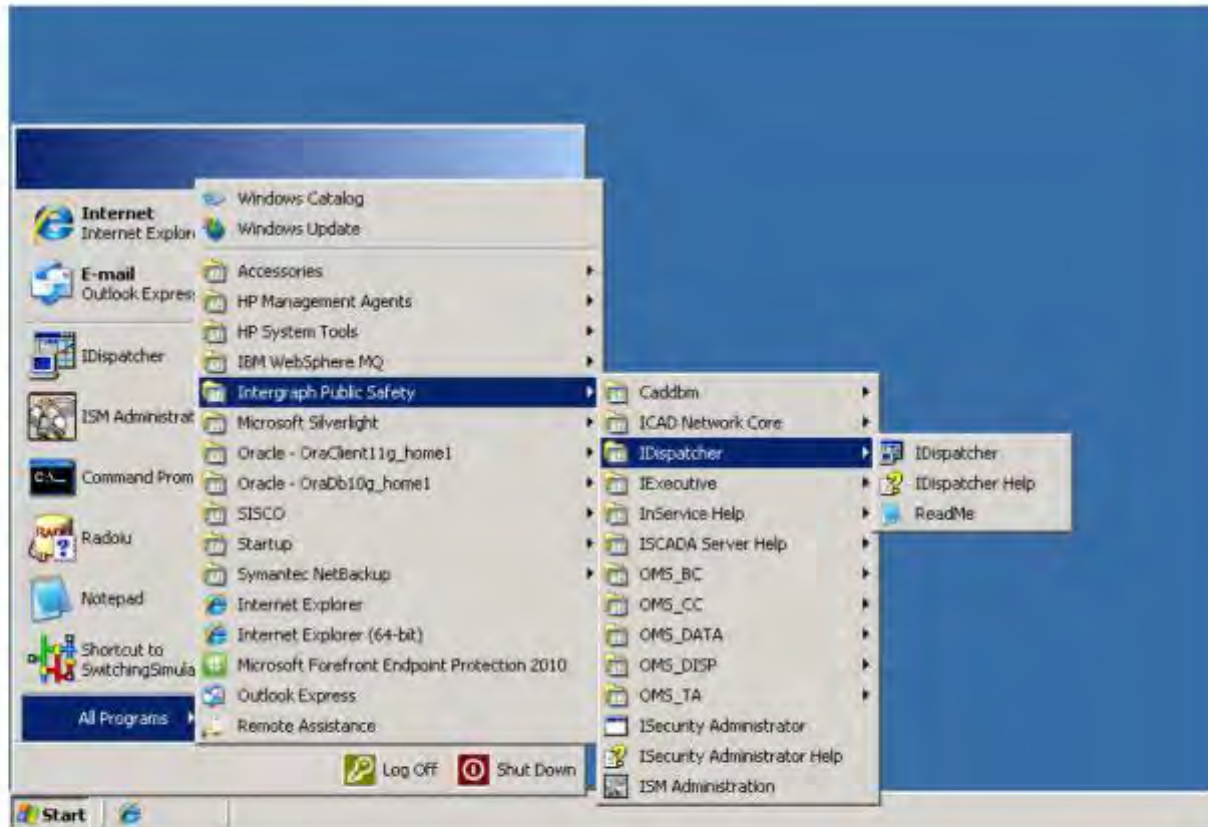 Internet
Internet Explor
E-mail
Outlook Express
IDispatcher
ISM Administrat
Command Prom
Radoiu
Notepad
Shortcut to
SwitchingSimula
All Programs
Windows Catalog
Windows Update
Accessories
HP Management Agents
HP System Tools
IBM WebSphere MQ
Intergraph Public Safety
Microsoft Silverlight
Oracle - OraClient11g_home1
Oracle - OraDb10g_home1
SISCO
Startup
Symantec NetBackup
Internet Explorer
Internet Explorer (64-bit)
Microsoft Forefront Endpoint Protection 2010
Outlook Express
Remote Assistance
Caddbm
ICAD Network Core
IDispatcher
IExecutive
InService Help
ISCADA Server Help
OMS_BC
OMS_CC
OMS_DATA
OMS_DISP
OMS_TA
ISecurity Administrator
ISecurity Administrator Help
ISM Administration
IDispatcher
IDispatcher Help
ReadMe
Log Off
Shut Down
Start